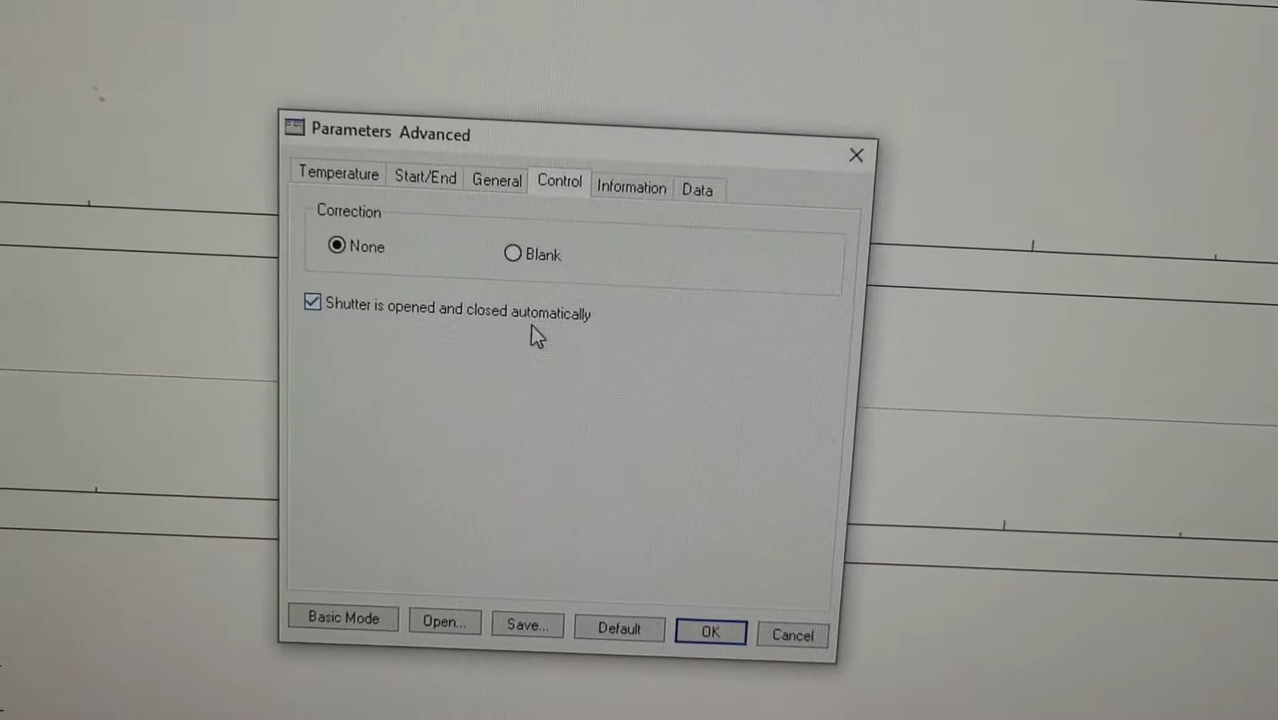 Parameters Advanced
Temperature Start/End General Control Information Data
Correction
None Blank
Shutter is opened and closed automatically
Basic Mode Open... Save... Default OK Cancel